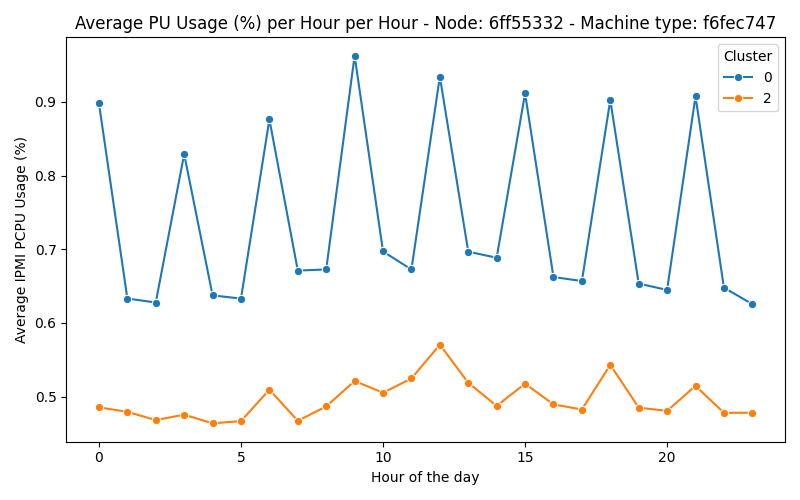 Average PU Usage (%) per Hour per Hour - Node: 6ff55332 - Machine type: f6fec747
Cluster
0
2
Average IPMI PCPU Usage (%)
0.9
0.8
0.7
0.6
0.5
0 5 10 15 20
Hour of the day